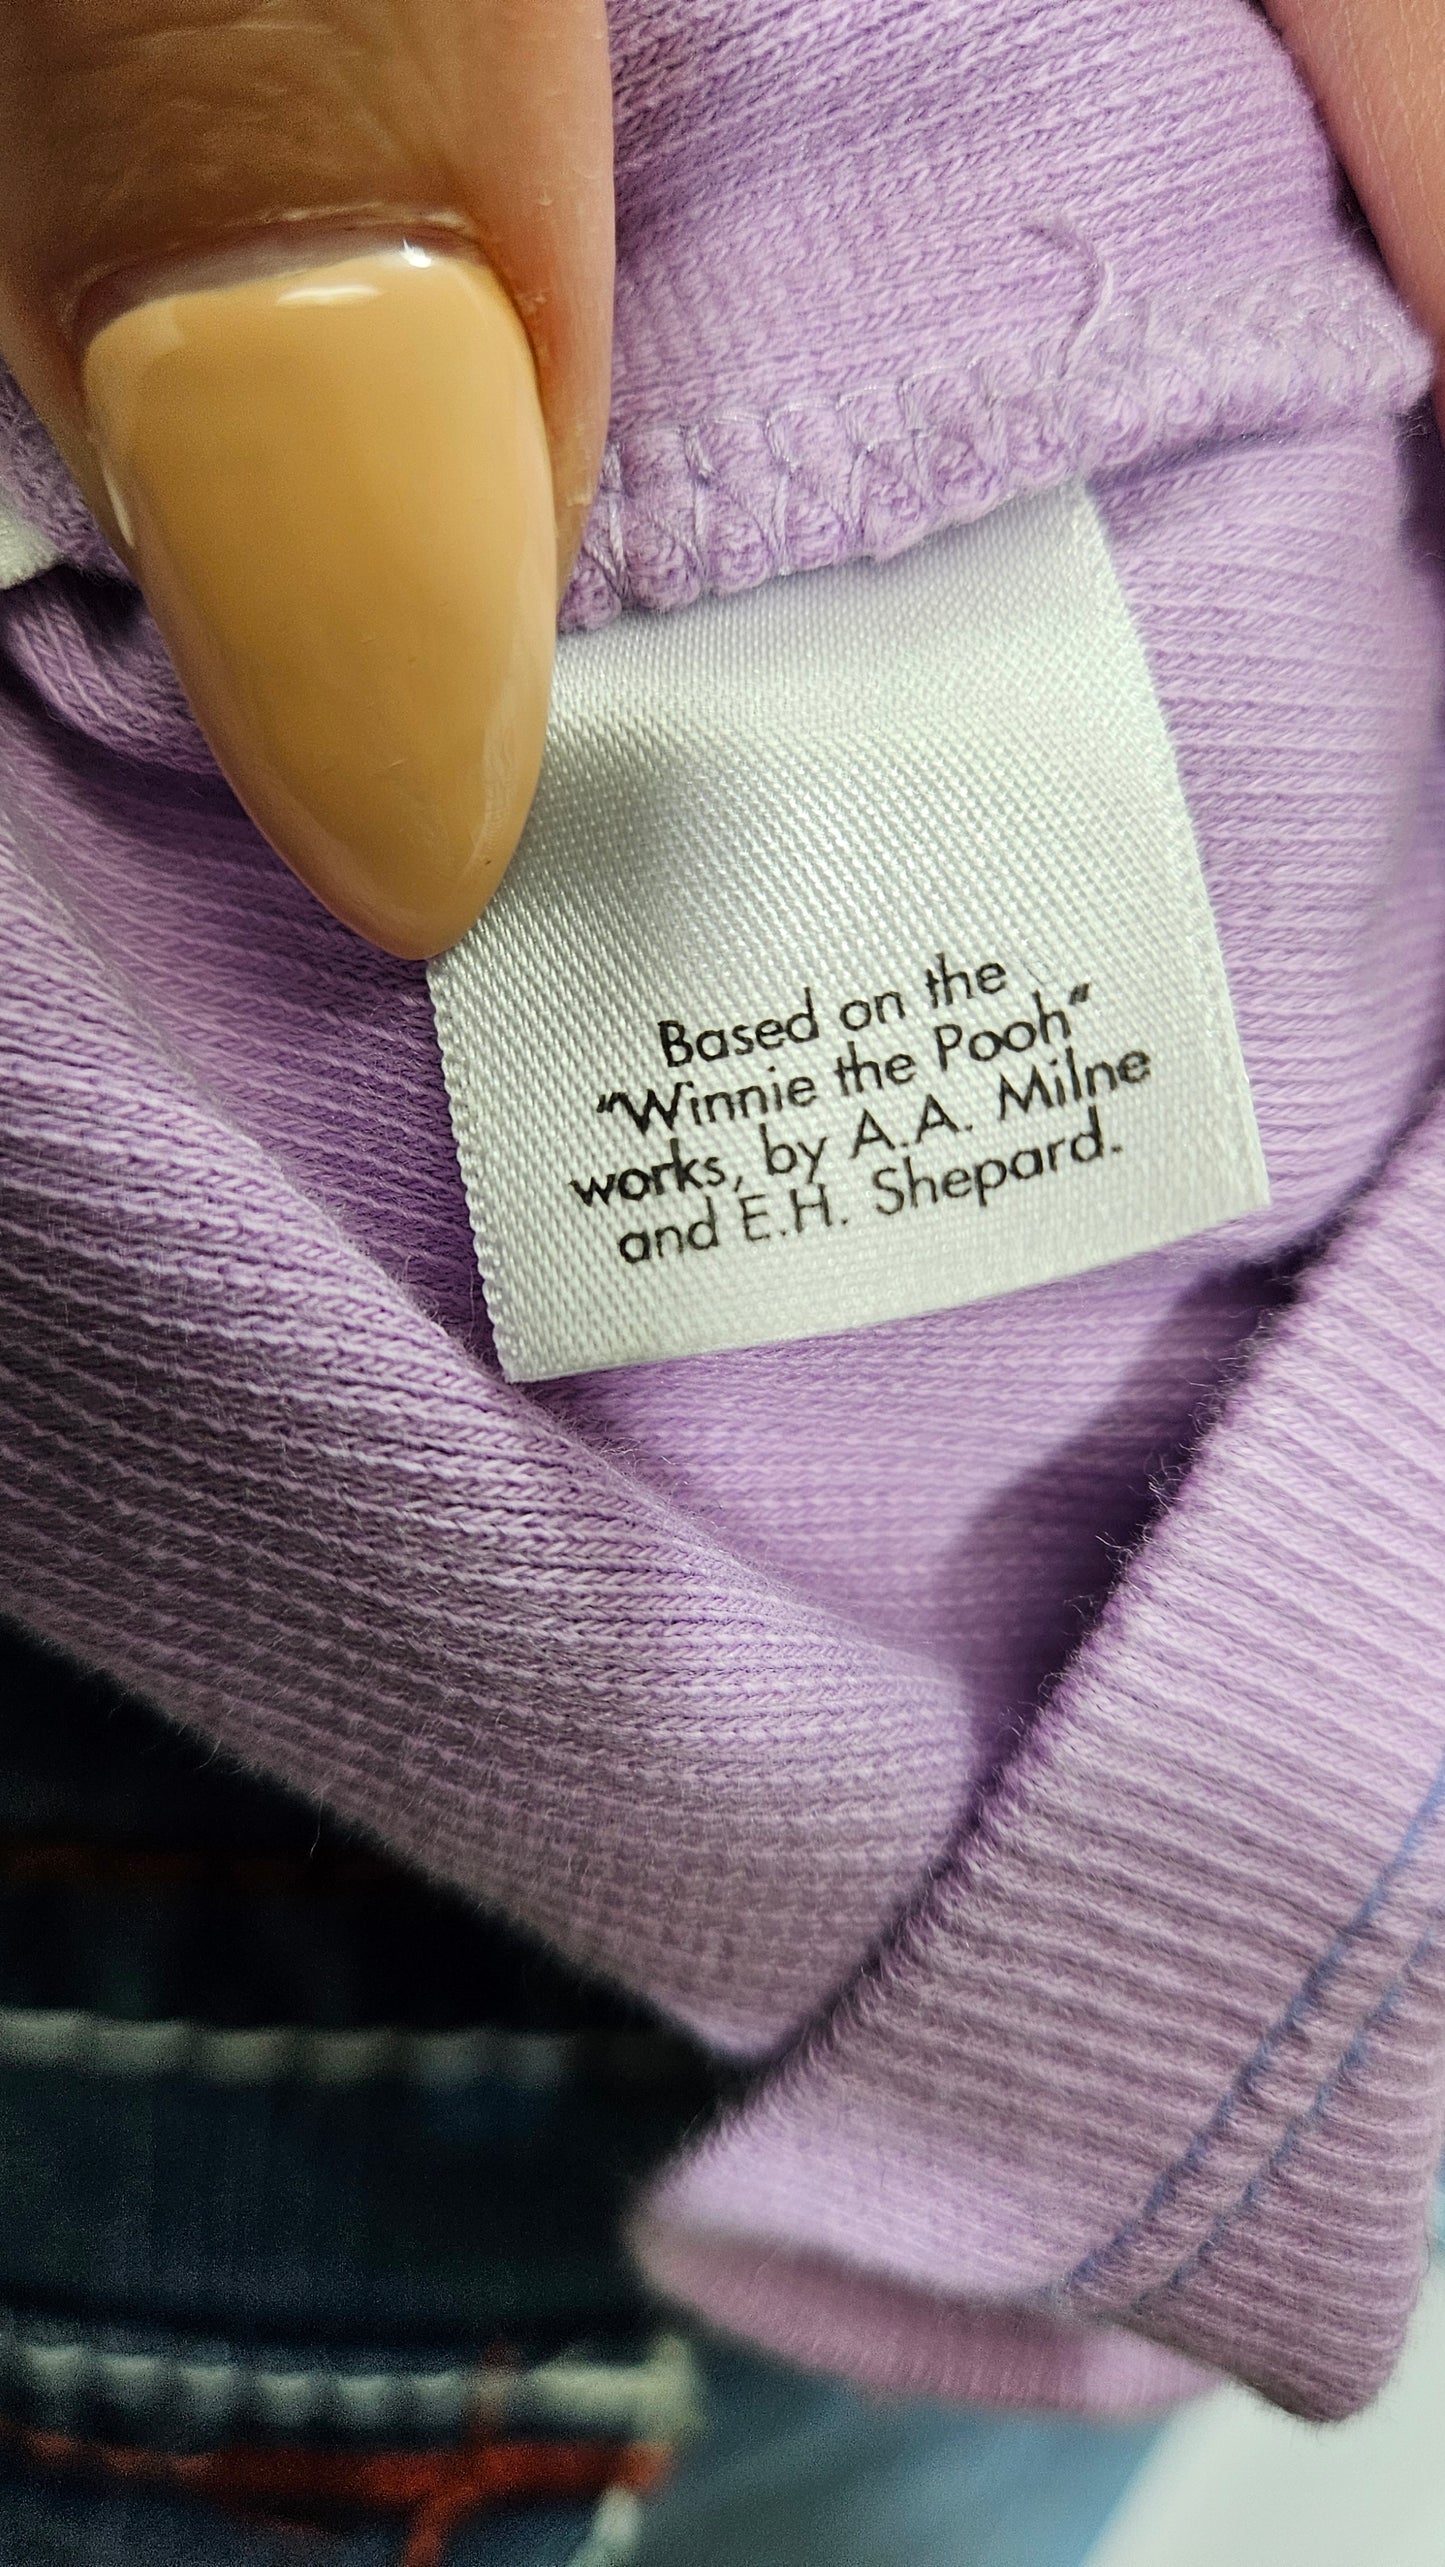 Based on the
"Winnie the Pooh"
works, by A.A. Milne
and E.H. Shepard.